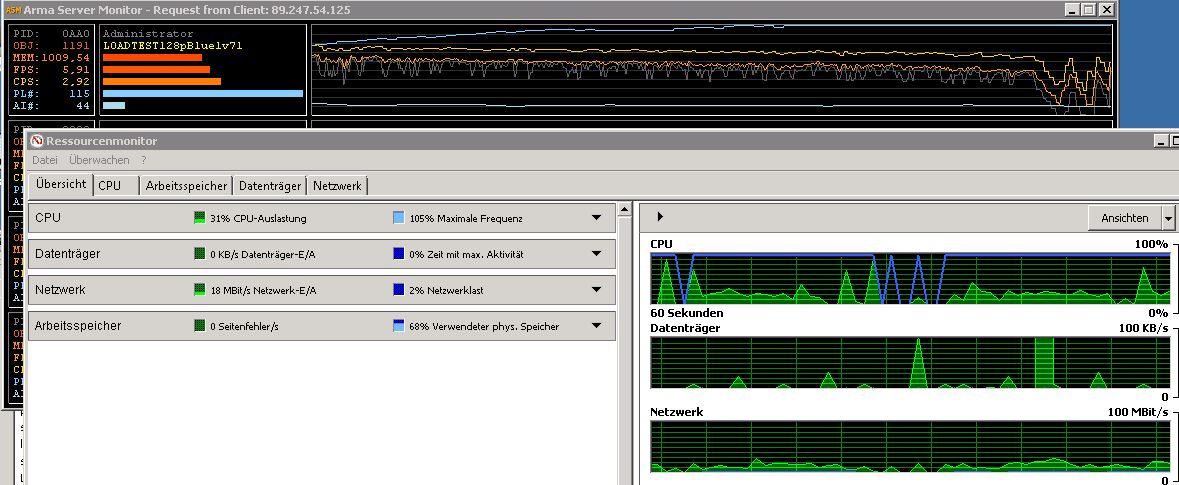 ASM Arma Server Monitor - Request from Client: 89.247.54.125
PID: 0AA0 Administrator
OBJ: 1191 LOADTEST128pBluelv71
MEM:1009,54
FPS: 5,91
CPS: 2,92
PL#: 115
AI#: 44
Ressourcenmonitor
Datei Überwachen ?
Übersicht CPU Arbeitsspeicher Datenträger Netzwerk
CPU 31% CPU-Auslastung 105% Maximale Frequenz
Datenträger 0 KB/s Datenträger-E/A 0% Zeit mit max. Aktivität
Netzwerk 18 MBit/s Netzwerk-E/A 2% Netzwerklast
Arbeitsspeicher 0 Seitenfehler/s 68% Verwendeter phys. Speicher
Ansichten
CPU 100%
60 Sekunden 0%
Datenträger 100 KB/s
0
Netzwerk 100 MBit/s
0